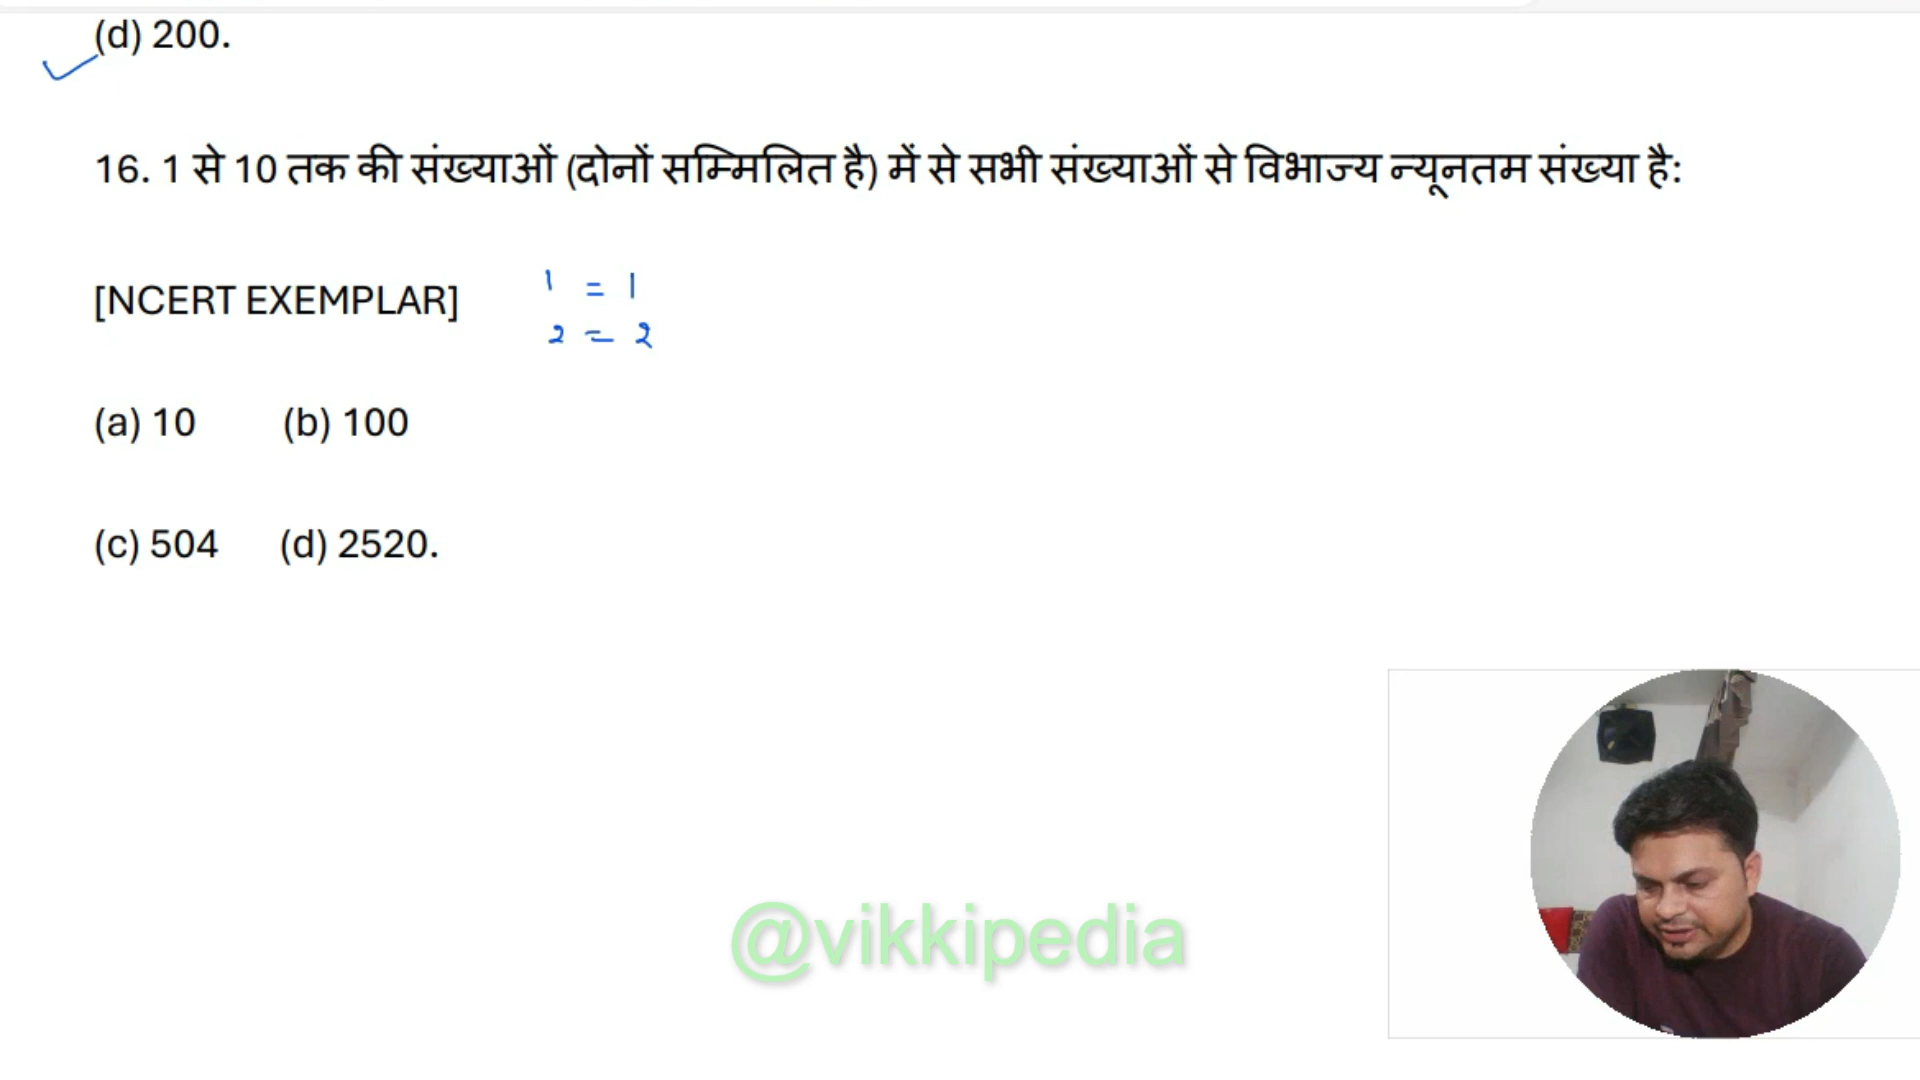 (d) 200.
16. 1 से 10 तक की संख्याओं (दोनों सम्मिलित है) में से सभी संख्याओं से विभाज्य न्यूनतम संख्या है:
[NCERT EXEMPLAR]
1 = 1
2 = 2
(a) 10 (b) 100
(c) 504 (d) 2520.
@vikkipedia